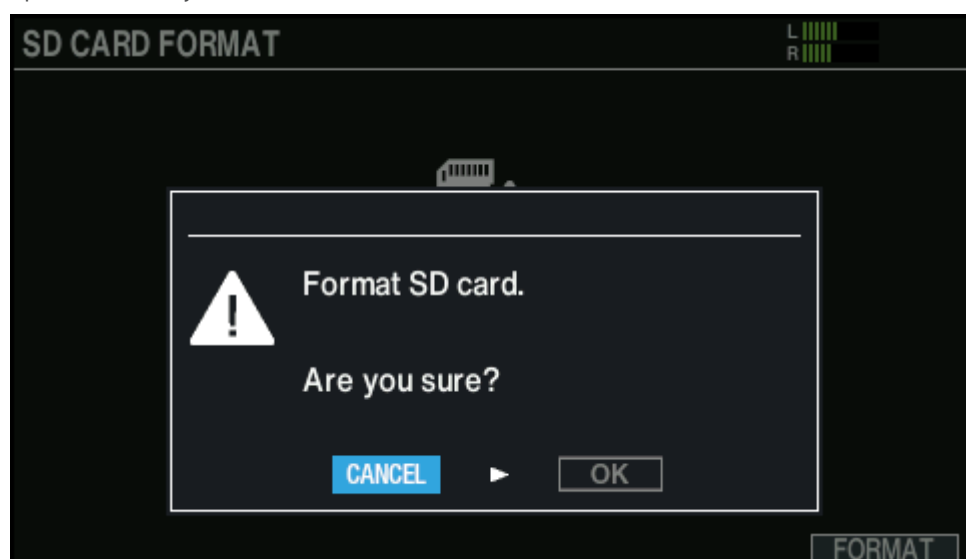 SD CARD FORMAT
L
R
Format SD card.
Are you sure?
CANCEL ► OK
FORMAT